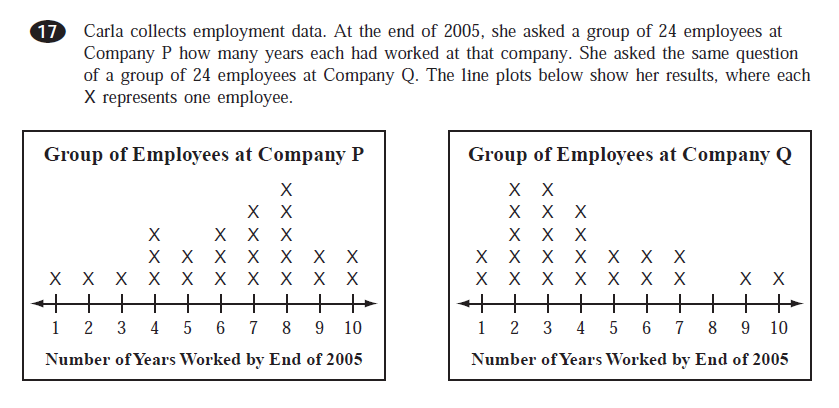 17 Carla collects employment data. At the end of 2005, she asked a group of 24 employees at
Company P how many years each had worked at that company. She asked the same question
of a group of 24 employees at Company Q. The line plots below show her results, where each
X represents one employee.
Group of Employees at Company P
X
X X
X X X X
X X X X X X X
X X X X X X X X X X
1 2 3 4 5 6 7 8 9 10
Number of Years Worked by End of 2005
Group of Employees at Company Q
X X
X X X
X X X
X X X X X X X
X X X X X X X X X
1 2 3 4 5 6 7 8 9 10
Number of Years Worked by End of 2005